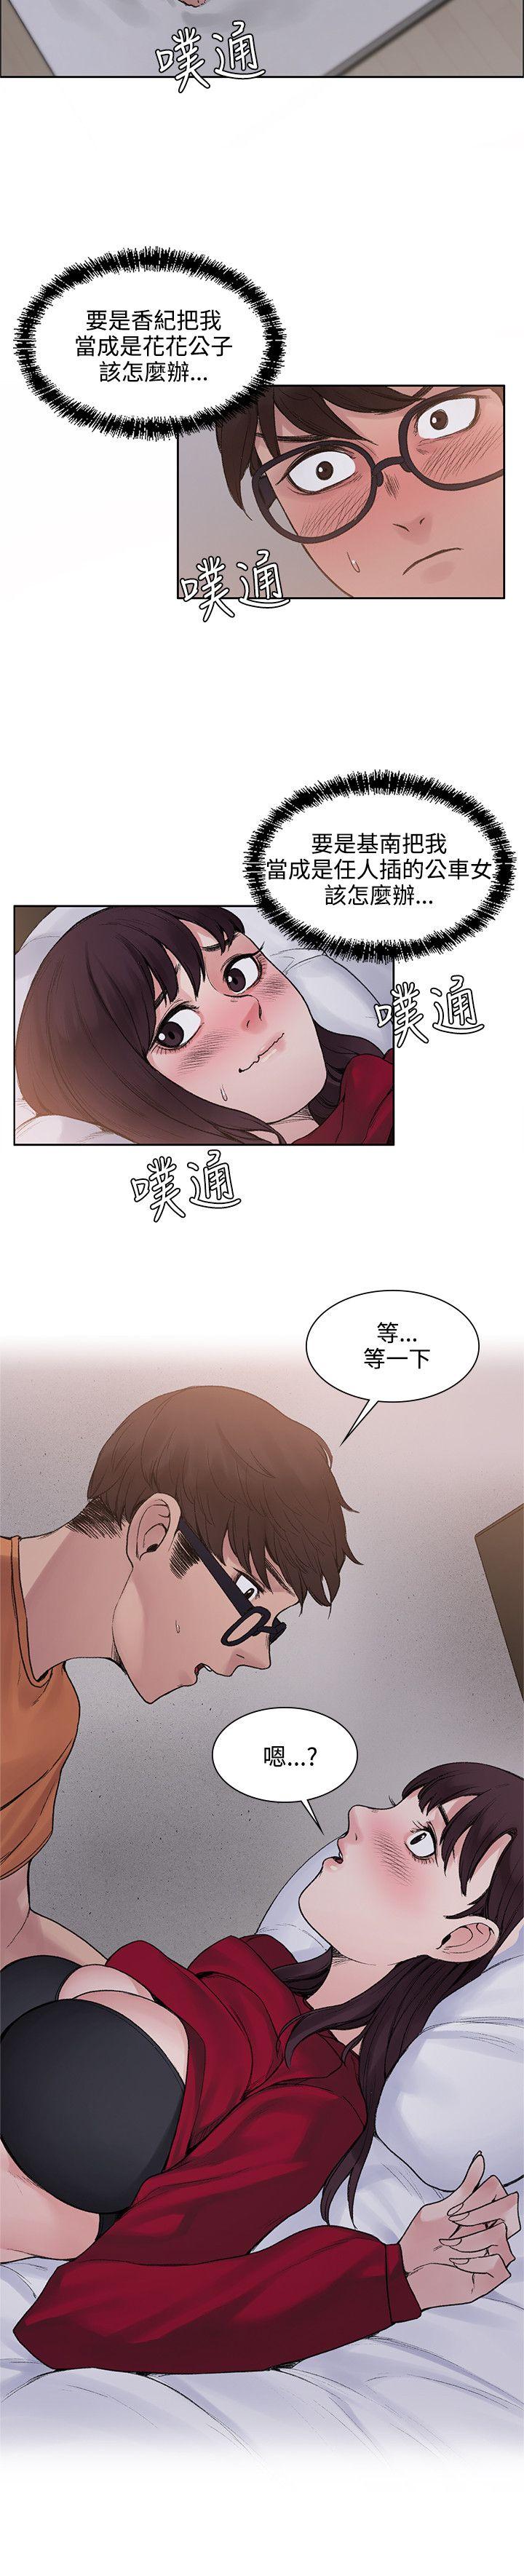 噗通
要是香紀把我
當成是花花公子
該怎麼辦...
噗通
要是基南把我
當成是任人插的公車女
該怎麼辦...
噗通
噗通
等...
等一下
嗯...?